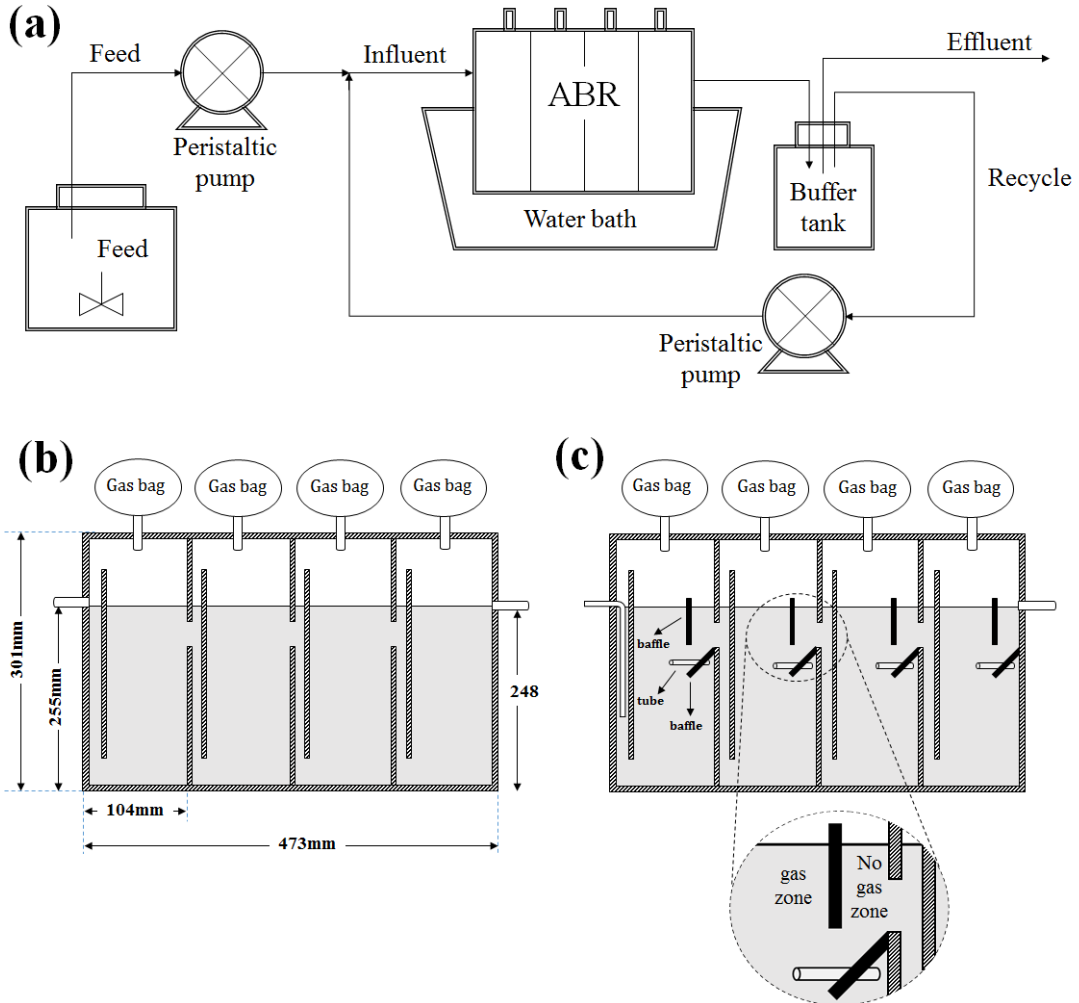 (a)
Feed
Peristaltic
pump
Influent
ABR
Effluent
Water bath
Buffer
tank
Recycle
Feed
Peristaltic
pump
(b)
Gas bag
Gas bag
Gas bag
Gas bag
301mm
255mm
248
104mm
473mm
(c)
Gas bag
Gas bag
Gas bag
Gas bag
baffle
tube
baffle
gas
zone
No
gas
zone